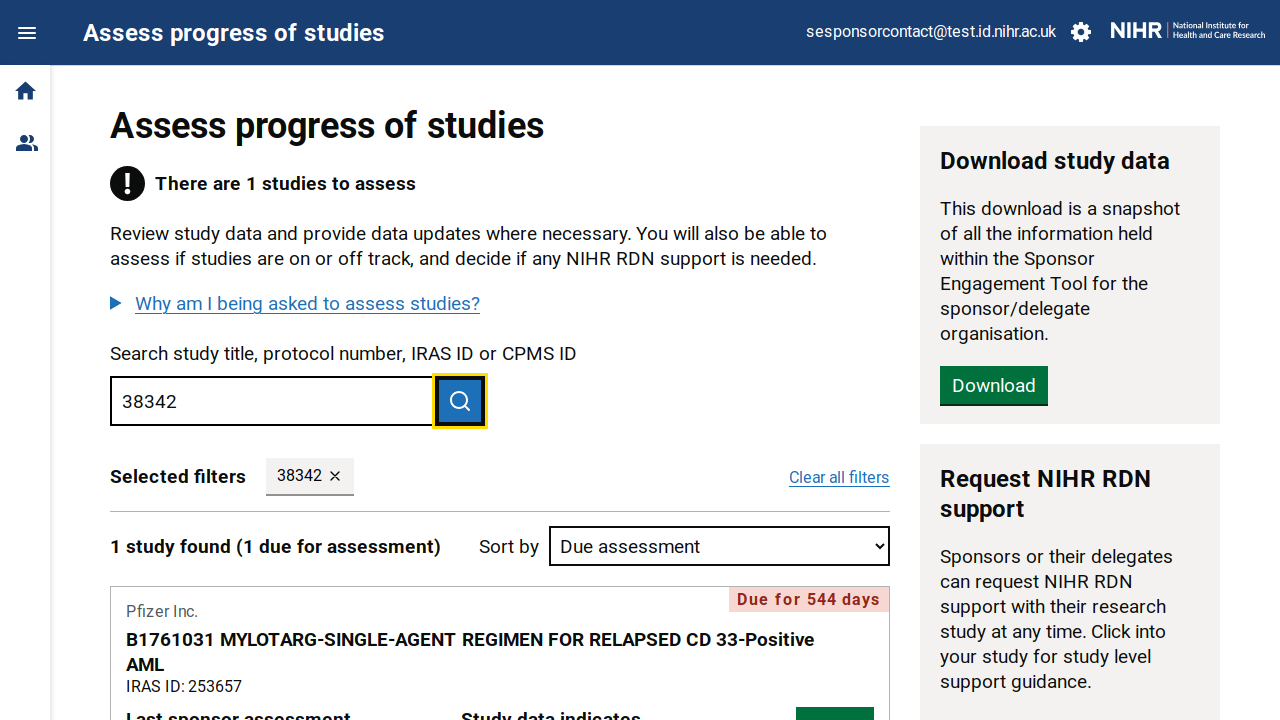 Assess progress of studies
sesponsorcontact@test.id.nihr.ac.uk
NIHR | National Institute for
Health and Care Research
Assess progress of studies
There are 1 studies to assess
Review study data and provide data updates where necessary. You will also be able to
assess if studies are on or off track, and decide if any NIHR RDN support is needed.
Why am I being asked to assess studies?
Search study title, protocol number, IRAS ID or CPMS ID
38342
Selected filters
38342
Clear all filters
1 study found (1 due for assessment)
Sort by
Due assessment
Due for 544 days
Pfizer Inc.
B1761031 MYLOTARG-SINGLE-AGENT REGIMEN FOR RELAPSED CD 33-Positive
AML
IRAS ID: 253657
Last sponsor assessment
Study data indicates
Download study data
This download is a snapshot
of all the information held
within the Sponsor
Engagement Tool for the
sponsor/delegate
organisation.
Download
Request NIHR RDN
support
Sponsors or their delegates
can request NIHR RDN
support with their research
study at any time. Click into
your study for study level
support guidance.